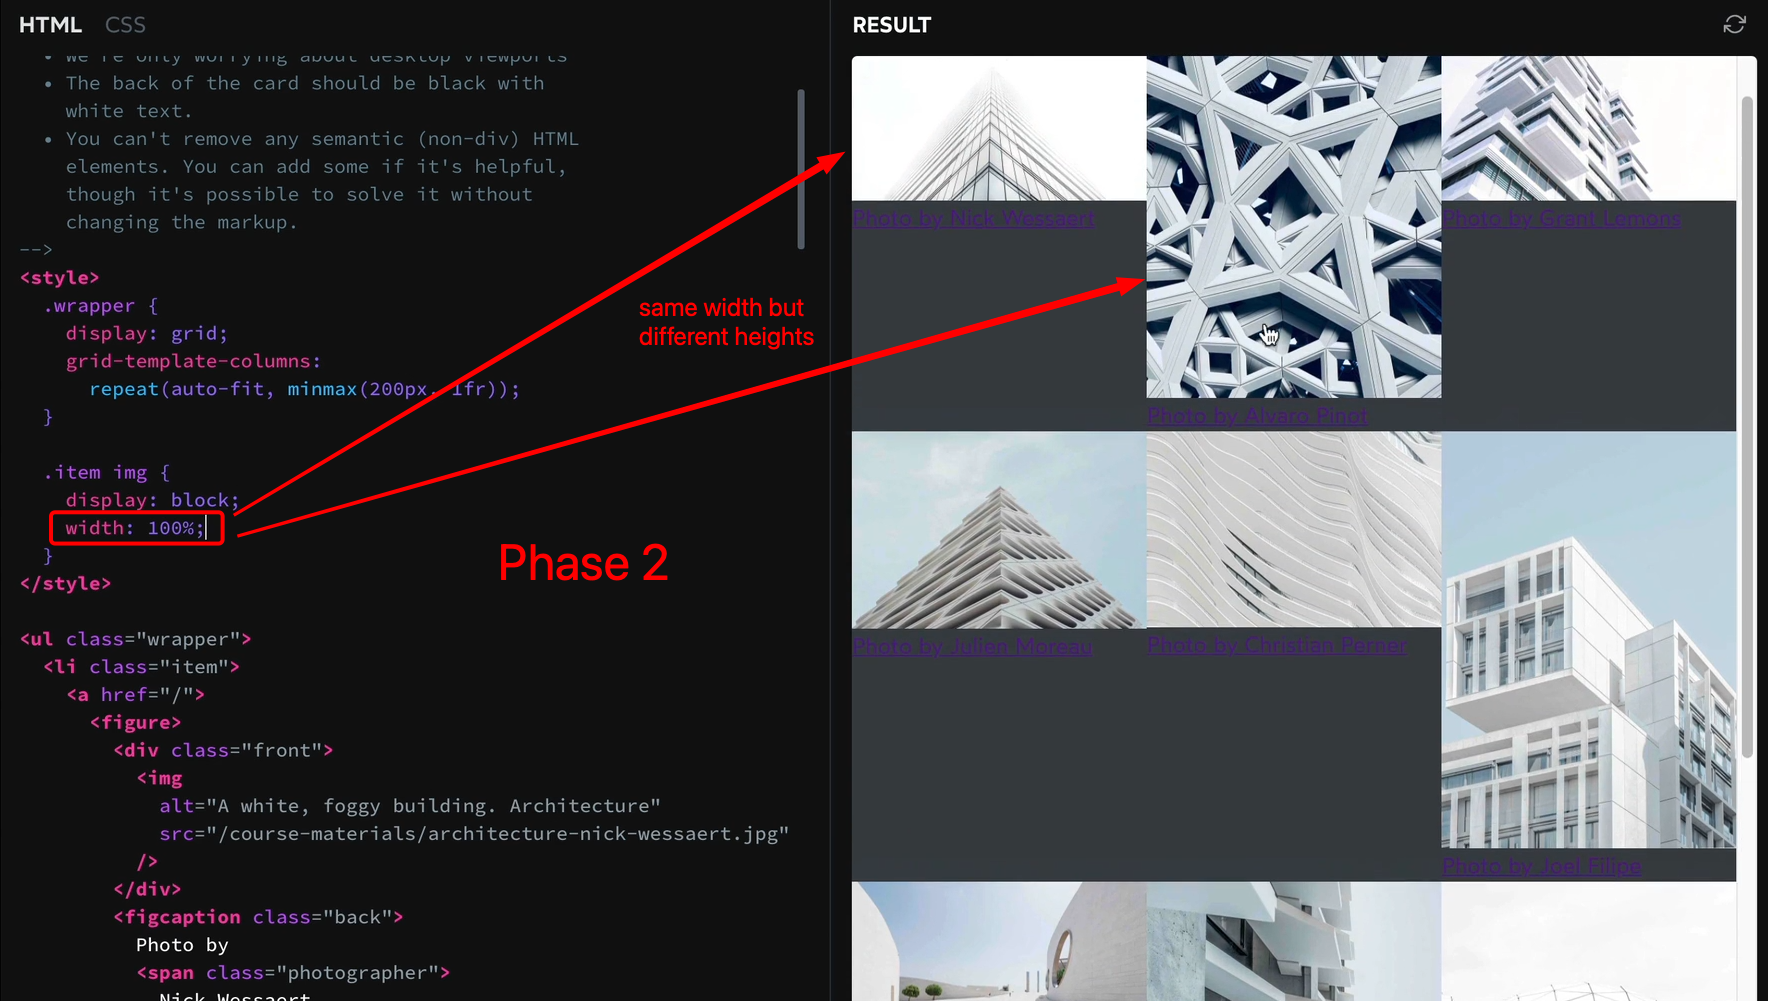 HTML CSS
• We're only worrying about desktop viewports
• The back of the card should be black with
white text.
• You can't remove any semantic (non-div) HTML
elements. You can add some if it's helpful,
though it's possible to solve it without
changing the markup.
-->
<style>
.wrapper {
display: grid;
grid-template-columns:
repeat(auto-fit, minmax(200px, 1fr));
}
.item img {
display: block;
width: 100%;
}
</style>
<ul class="wrapper">
<li class="item">
<a href="/">
<figure>
<div class="front">
<img
alt="A white, foggy building. Architecture"
src="/course-materials/architecture-nick-wessaert.jpg"
/>
</div>
<figcaption class="back">
Photo by
<span class="photographer">
Nick Wessaert
same width but
different heights
Phase 2
RESULT
Photo by Nick Wessaert
Photo by Grant Lemons
Photo by Alvaro Pinot
Photo by Julien Moreau
Photo by Christian Perner
Photo by Joel Filipe